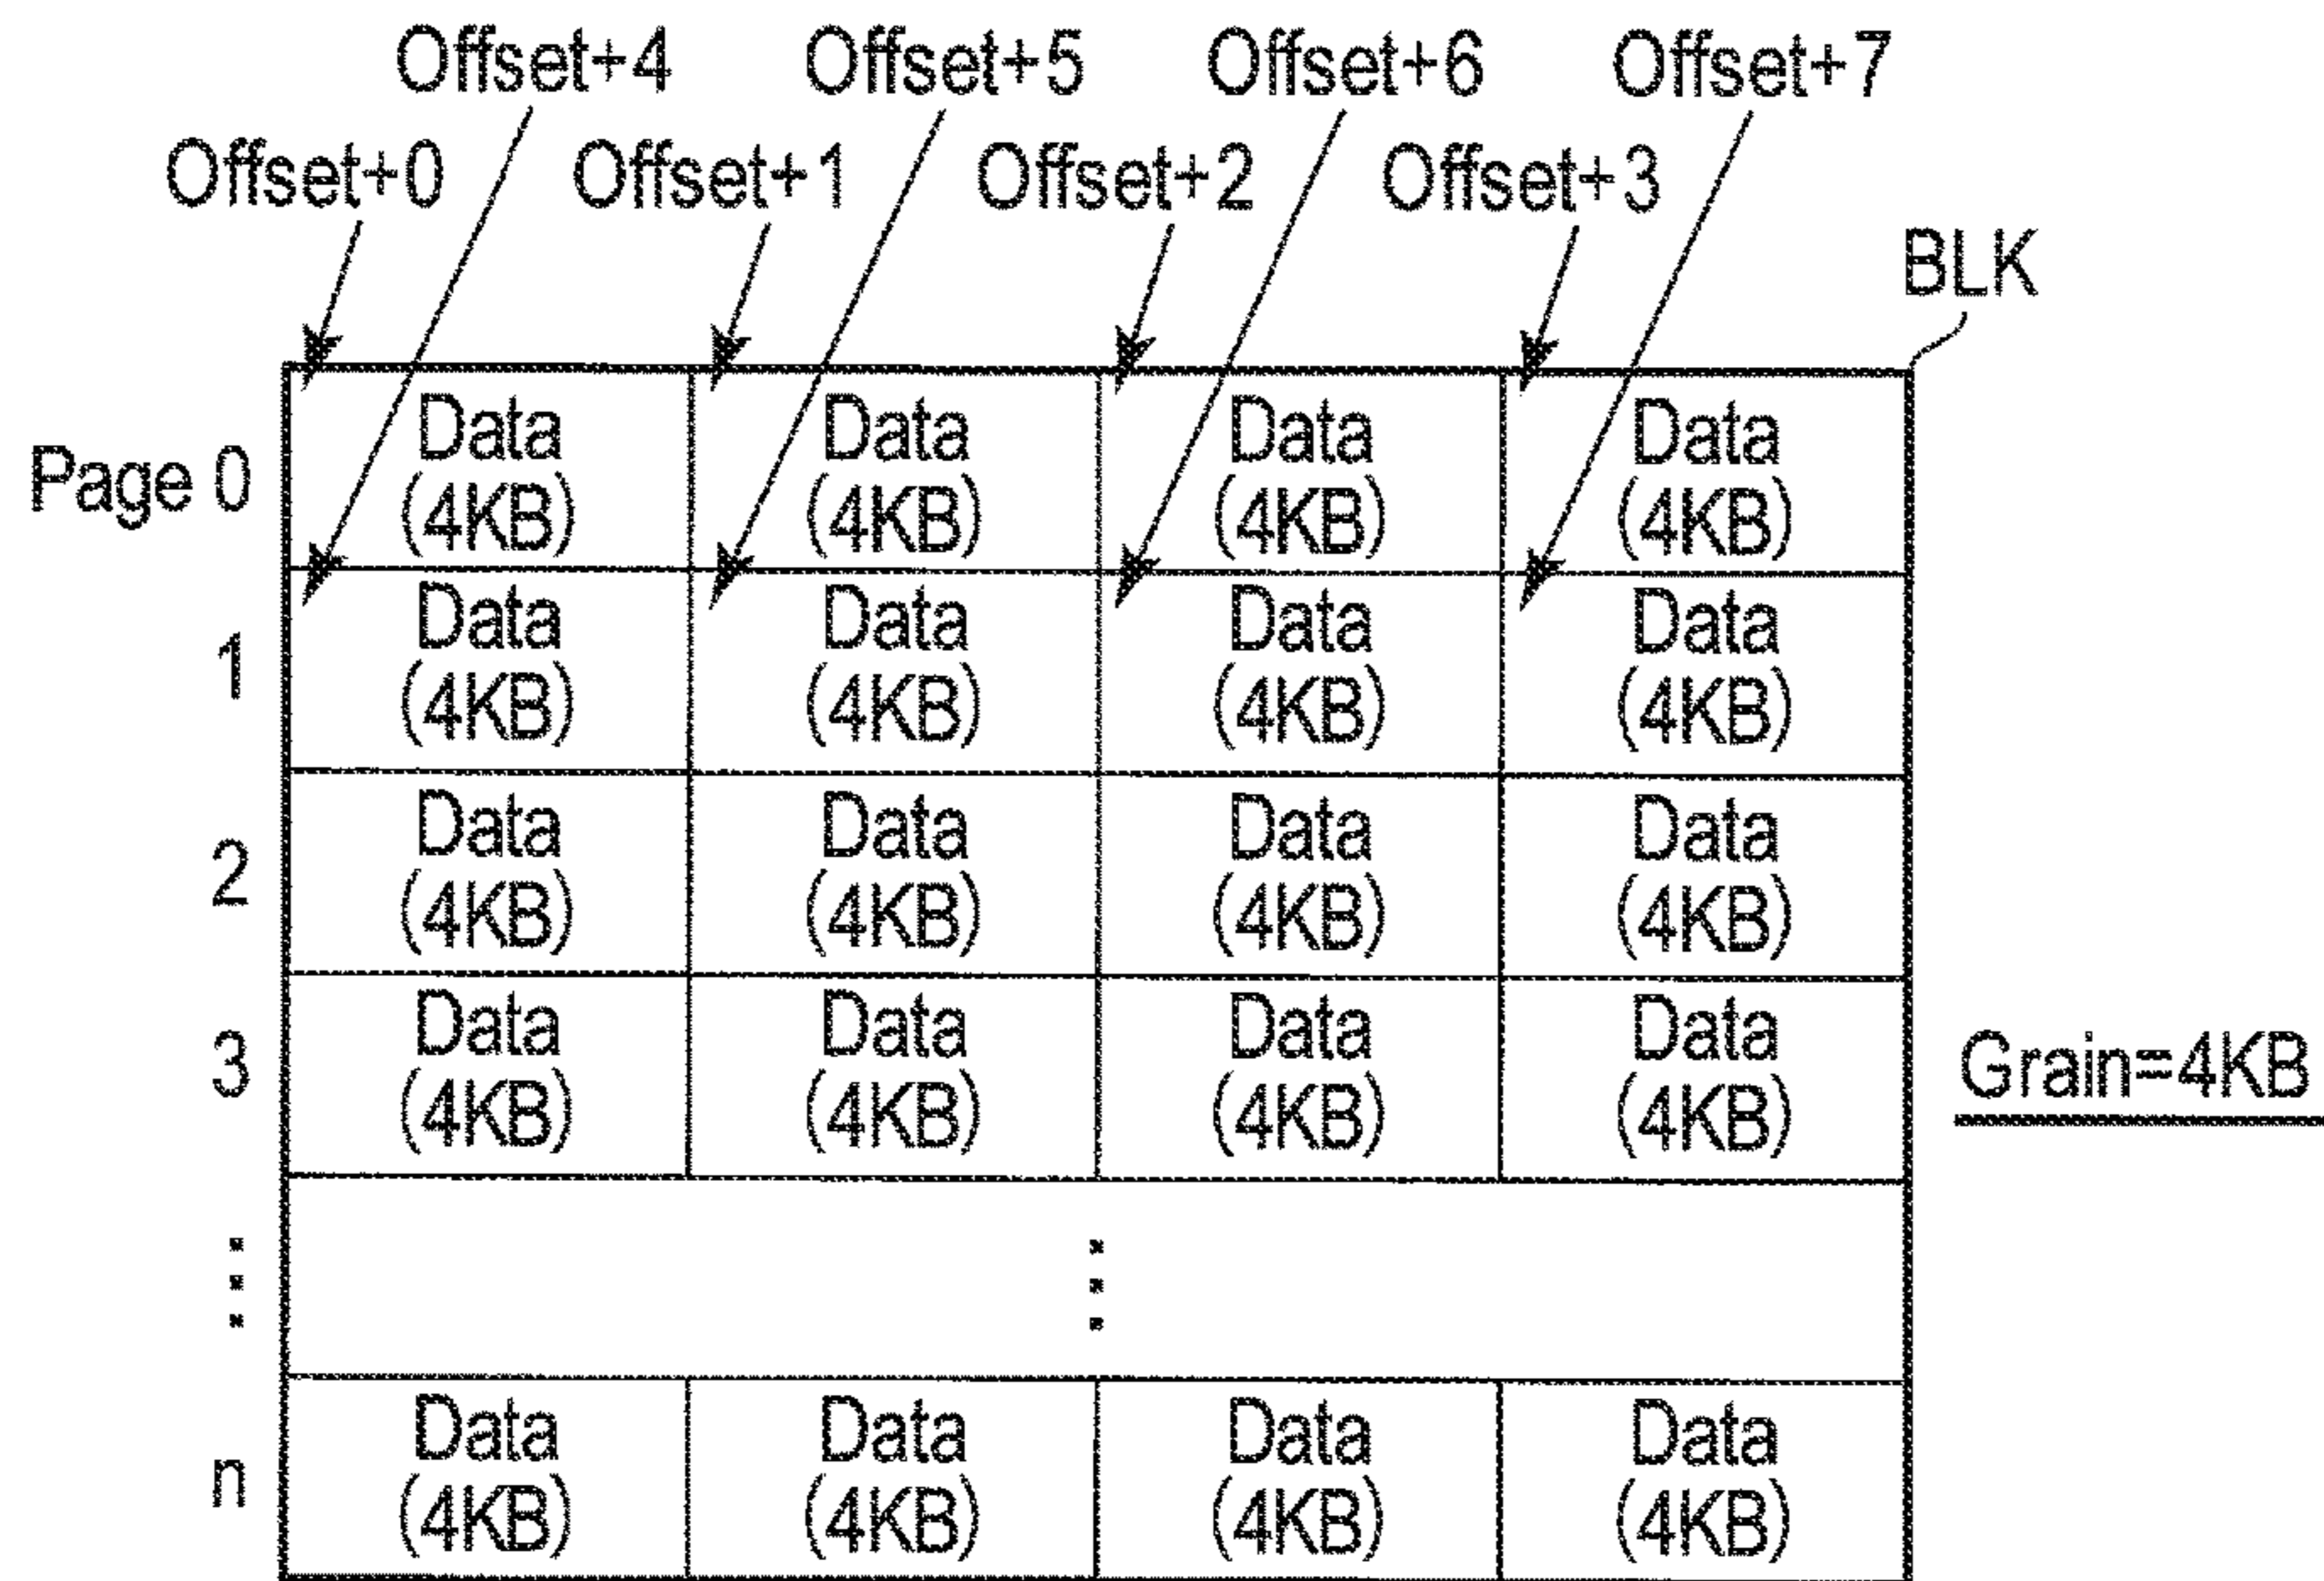 Offset+4 Offset+5 Offset+6 Offset+7
Offset+0 Offset+1 Offset+2 Offset+3
BLK
Page 0 Data (4KB) Data (4KB) Data (4KB) Data (4KB)
1 Data (4KB) Data (4KB) Data (4KB) Data (4KB)
2 Data (4KB) Data (4KB) Data (4KB) Data (4KB)
3 Data (4KB) Data (4KB) Data (4KB) Data (4KB)
Grain=4KB
n Data (4KB) Data (4KB) Data (4KB) Data (4KB)